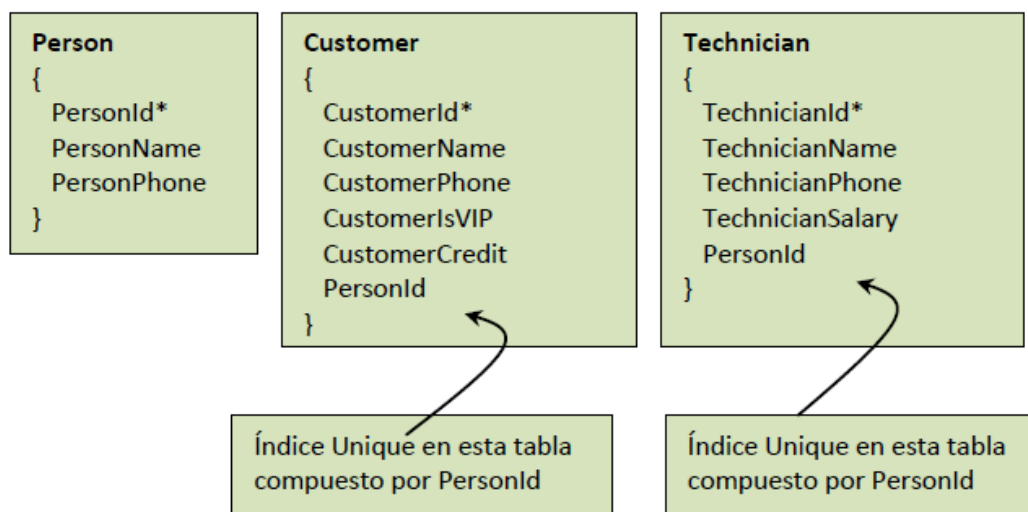 Person
{
PersonId*
PersonName
PersonPhone
}
Customer
{
CustomerId*
CustomerName
CustomerPhone
CustomerIsVIP
CustomerCredit
PersonId
}
Technician
{
TechnicianId*
TechnicianName
TechnicianPhone
TechnicianSalary
PersonId
}
Índice Unique en esta tabla
compuesto por PersonId
Índice Unique en esta tabla
compuesto por PersonId